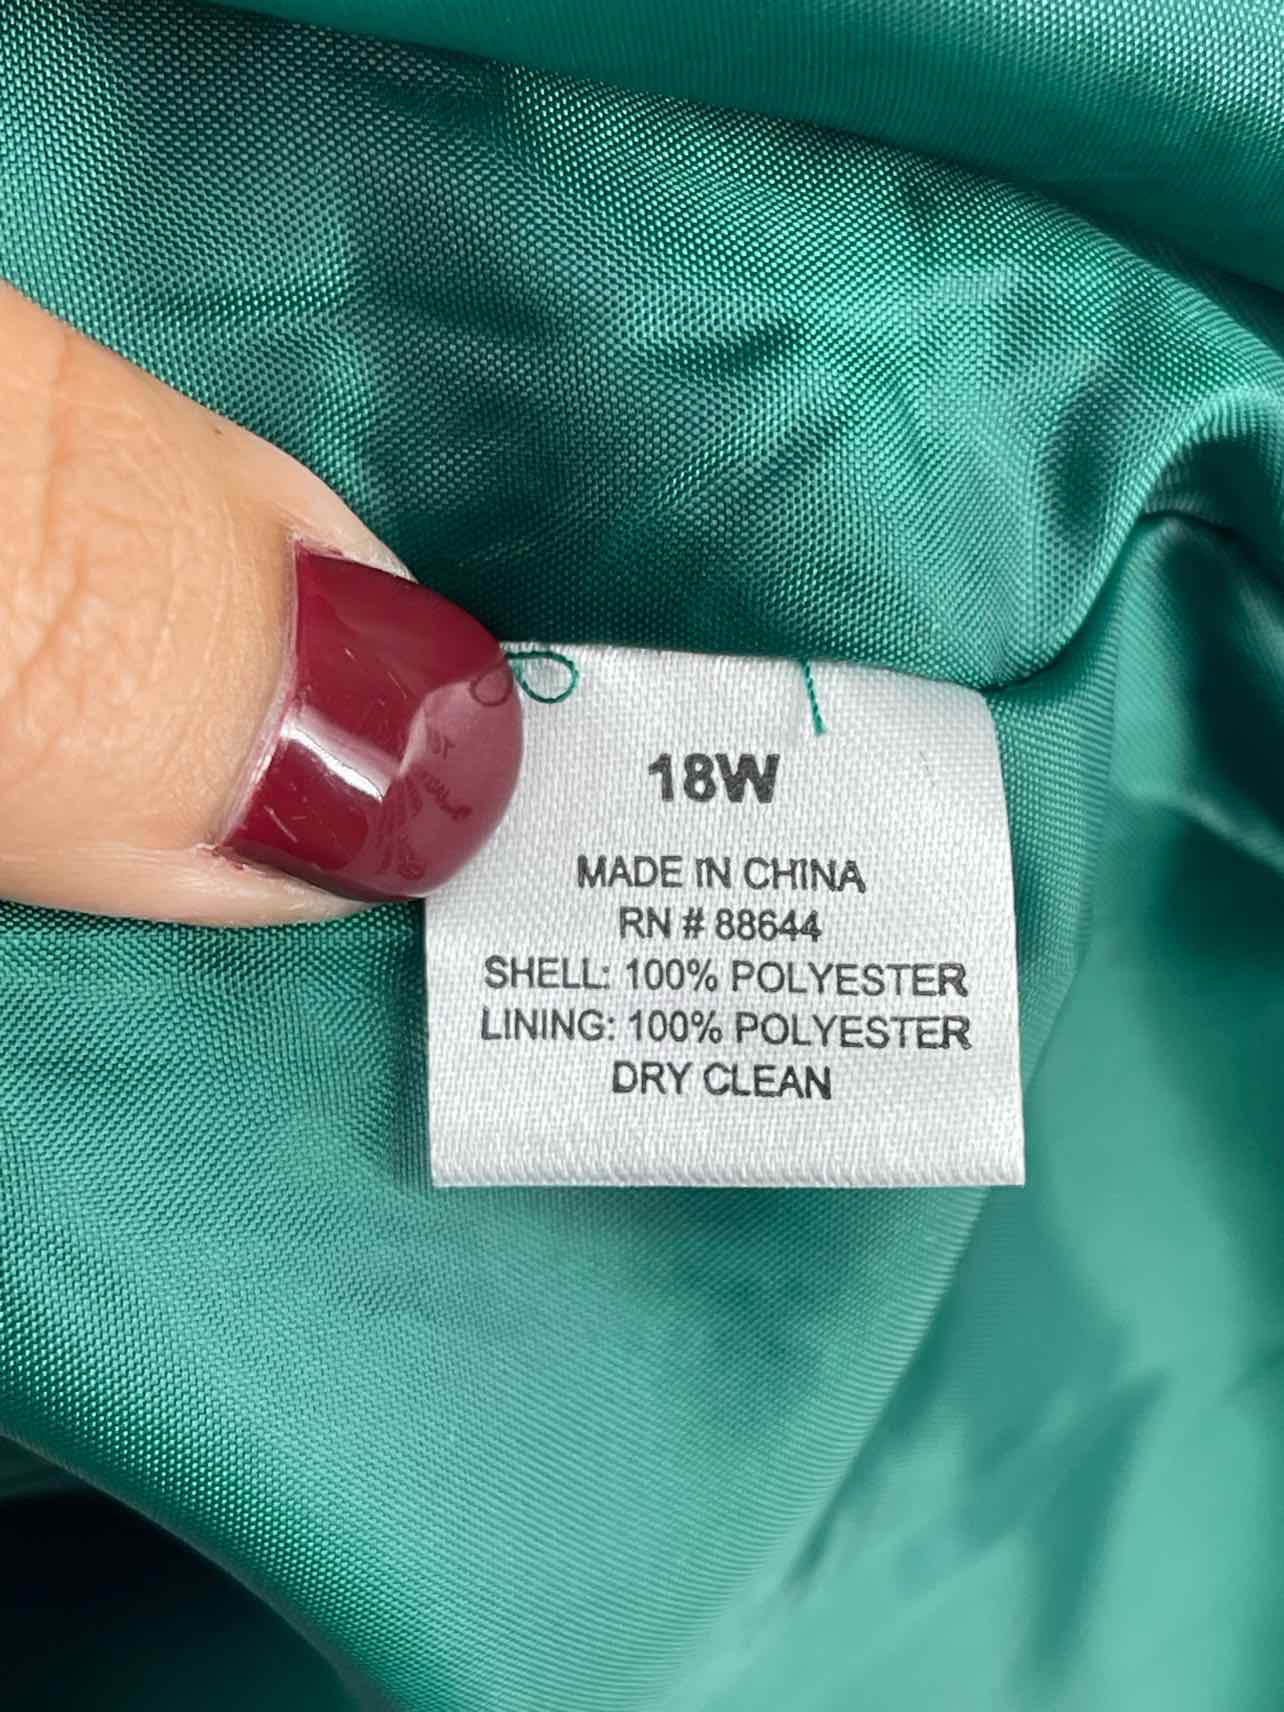 18W
MADE IN CHINA
RN # 88644
SHELL: 100% POLYESTER
LINING: 100% POLYESTER
DRY CLEAN